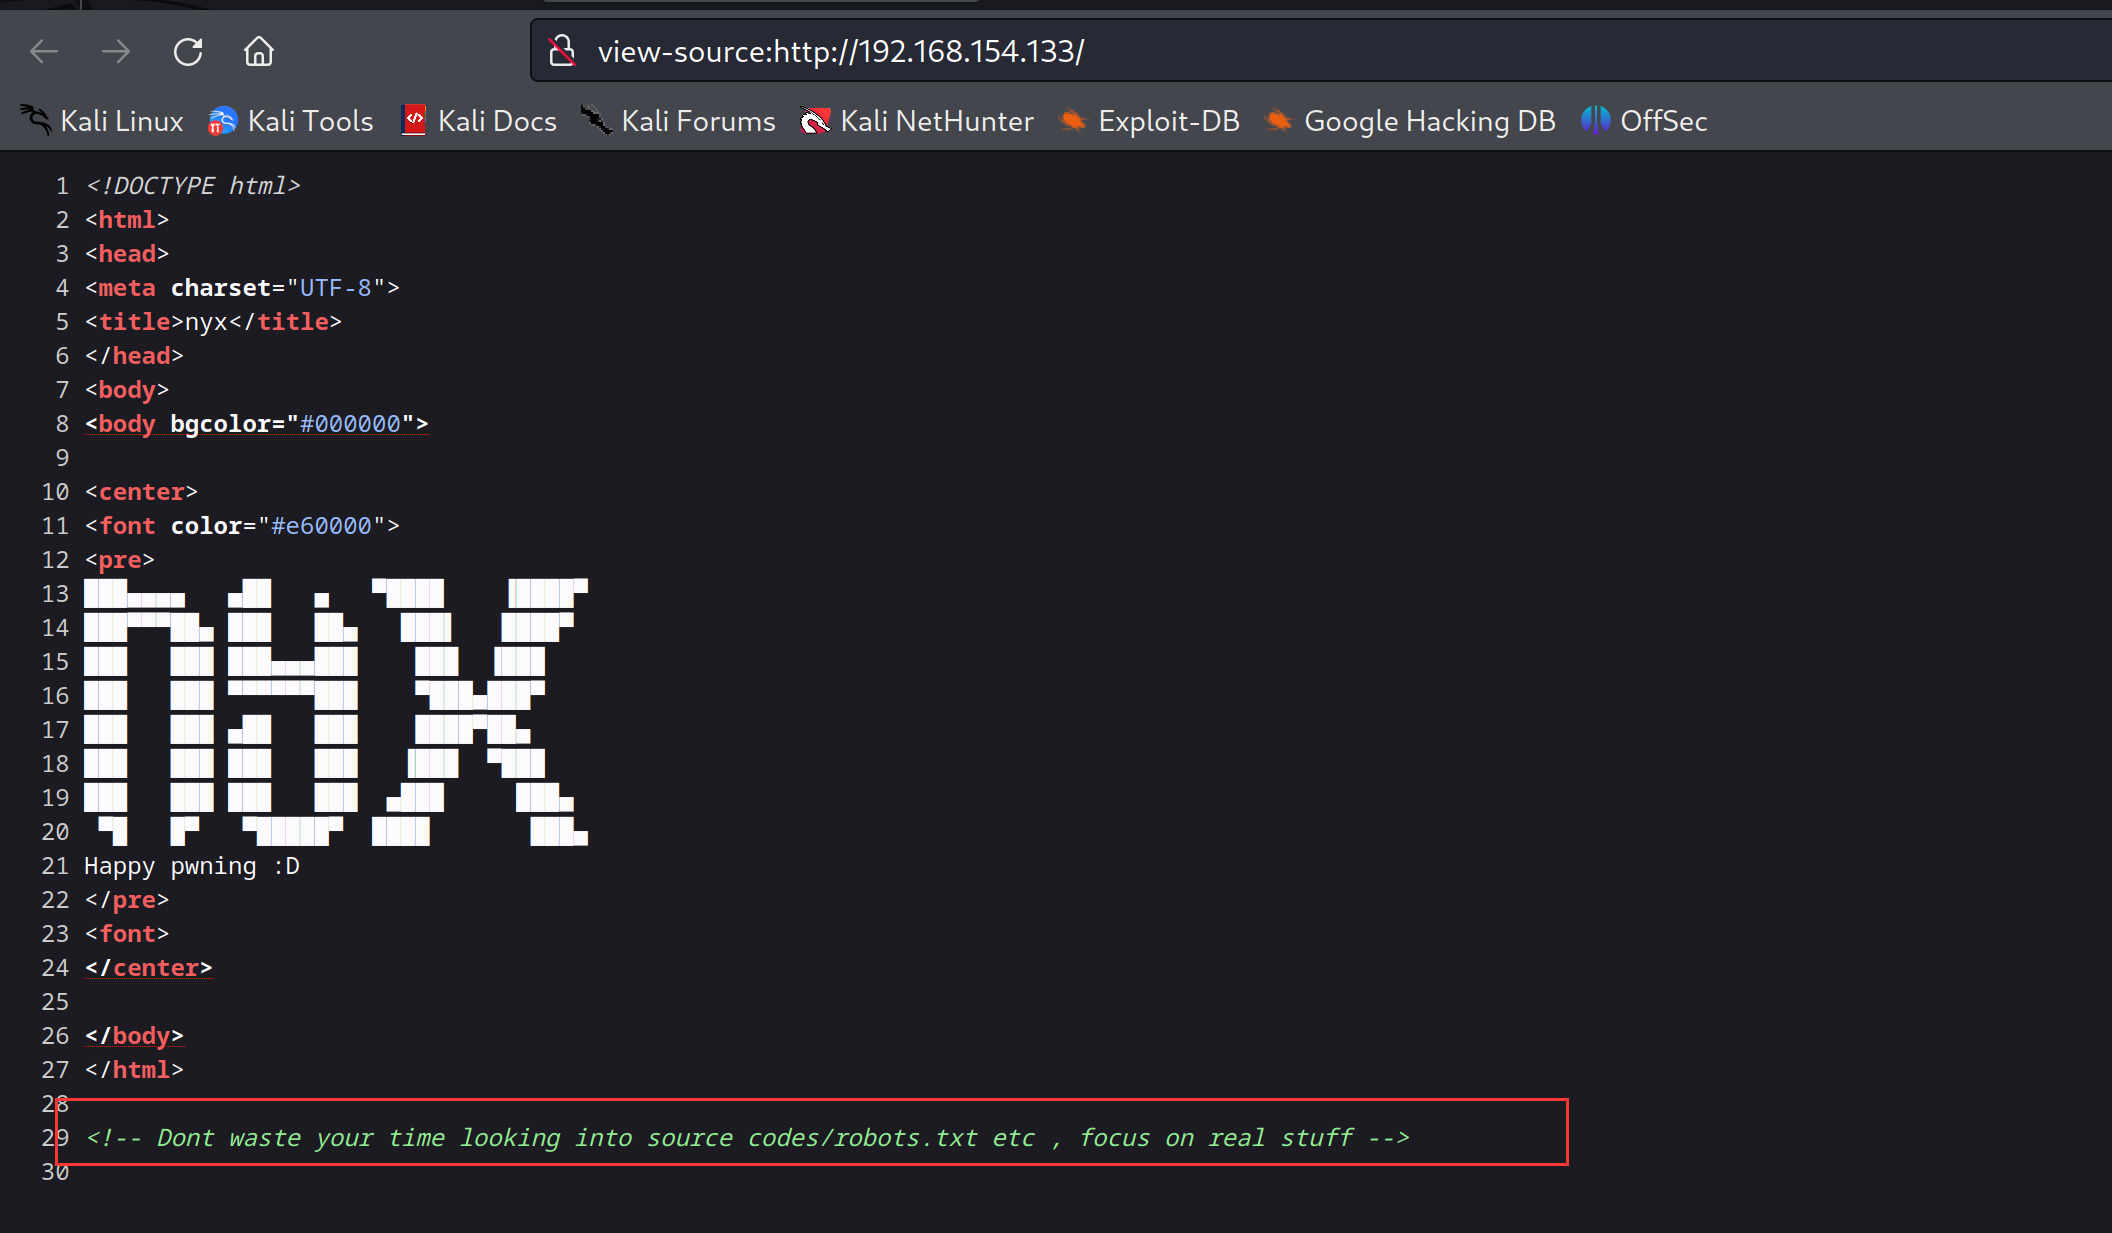 view-source:http://192.168.154.133/
Kali Linux Kali Tools Kali Docs Kali Forums Kali NetHunter Exploit-DB Google Hacking DB OffSec
1 <!DOCTYPE html>
2 <html>
3 <head>
4 <meta charset="UTF-8">
5 <title>nyx</title>
6 </head>
7 <body>
8 <body bgcolor="#000000">
9
10 <center>
11 <font color="#e60000">
12 <pre>
13 ███▄▄▄▄   ▄██   ▄   ▀████    ▐████▀
14 ███▀▀▀██▄ ███   ██▄   ███▌   ████▀
15 ███   ███ ███▄▄▄███    ███  ▐███
16 ███   ███ ▀▀▀▀▀▀███    ▀███▄███▀
17 ███   ███ ▄██   ███    ████▀██▄
18 ███   ███ ███   ███   ▐███  ▀███
19 ███   ███ ███   ███  ▄███     ███▄
20  ▀█   █▀   ▀█████▀  ████       ███▄
21 Happy pwning :D
22 </pre>
23 <font>
24 </center>
25
26 </body>
27 </html>
28
29 <!-- Dont waste your time looking into source codes/robots.txt etc , focus on real stuff -->
30